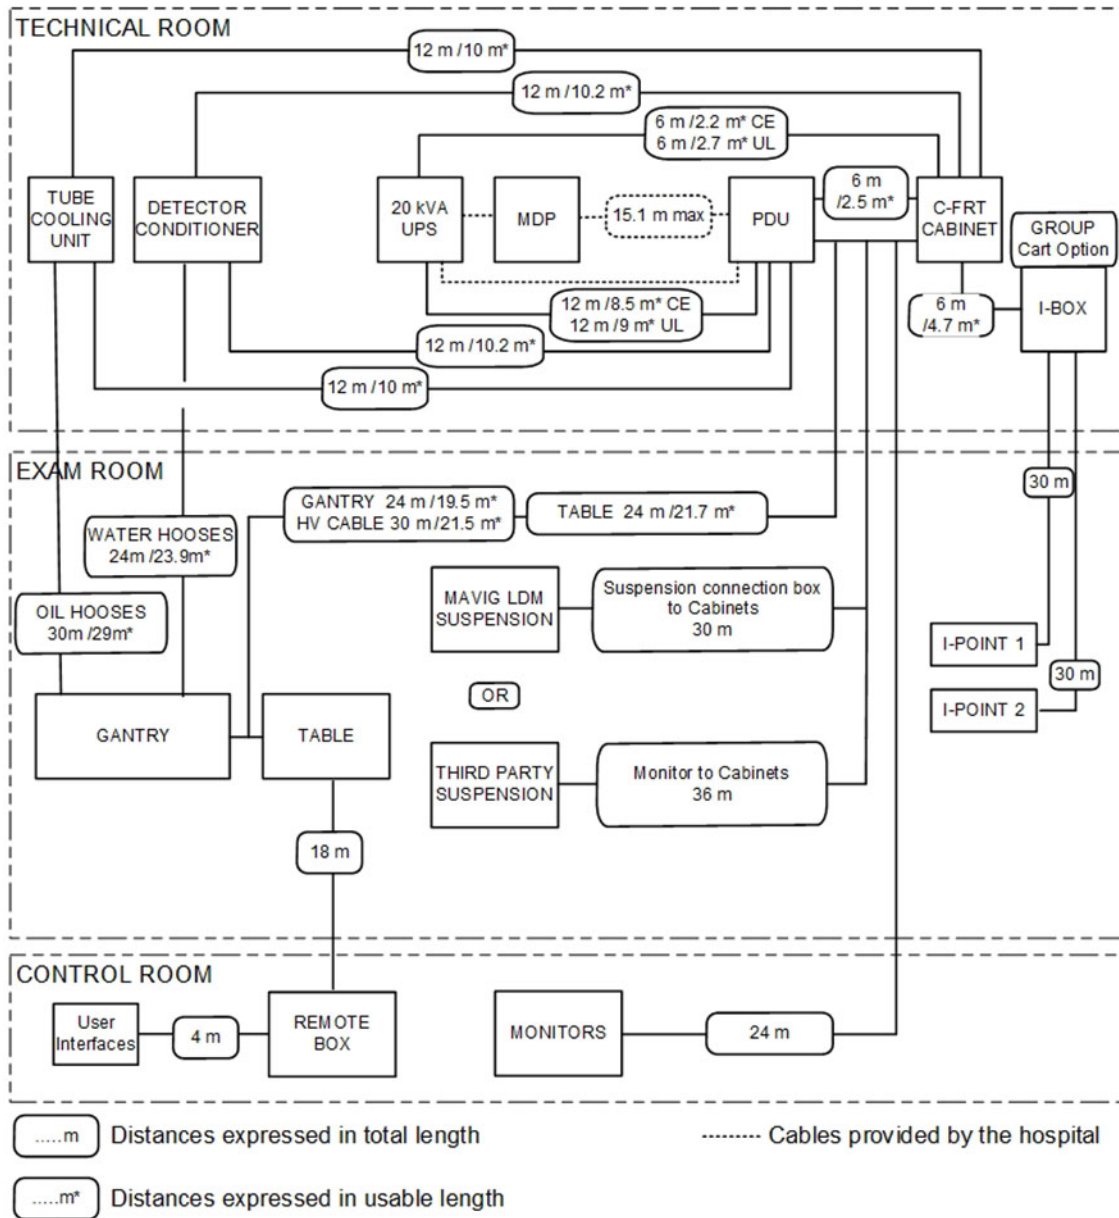 TECHNICAL ROOM
12 m /10 m*
12 m /10.2 m*
6 m /2.2 m* CE
6 m /2.7 m* UL
TUBE
COOLING
UNIT
DETECTOR
CONDITIONER
20 kVA
UPS
MDP
15.1 m max
PDU
6 m
/2.5 m*
C-FRT
CABINET
GROUP
Cart Option
I-BOX
6 m
/4.7 m*
12 m /8.5 m* CE
12 m /9 m* UL
12 m /10.2 m*
12 m /10 m*
EXAM ROOM
GANTRY 24 m /19.5 m*
HV CABLE 30 m /21.5 m*
TABLE 24 m /21.7 m*
30 m
WATER HOOSES
24m /23.9m*
OIL HOOSES
30m /29m*
MAVIG LDM
SUSPENSION
Suspension connection box
to Cabinets
30 m
I-POINT 1
30 m
I-POINT 2
OR
GANTRY
TABLE
THIRD PARTY
SUSPENSION
Monitor to Cabinets
36 m
18 m
CONTROL ROOM
User
Interfaces
4 m
REMOTE
BOX
MONITORS
24 m
.....m Distances expressed in total length
Cables provided by the hospital
.....m* Distances expressed in usable length